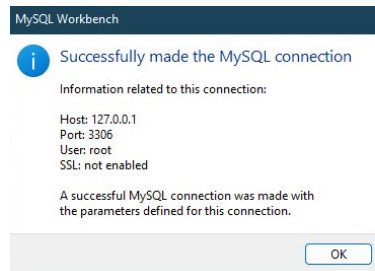 MySQL Workbench
Successfully made the MySQL connection
Information related to this connection:
Host: 127.0.0.1
Port: 3306
User: root
SSL: not enabled
A successful MySQL connection was made with
the parameters defined for this connection.
OK